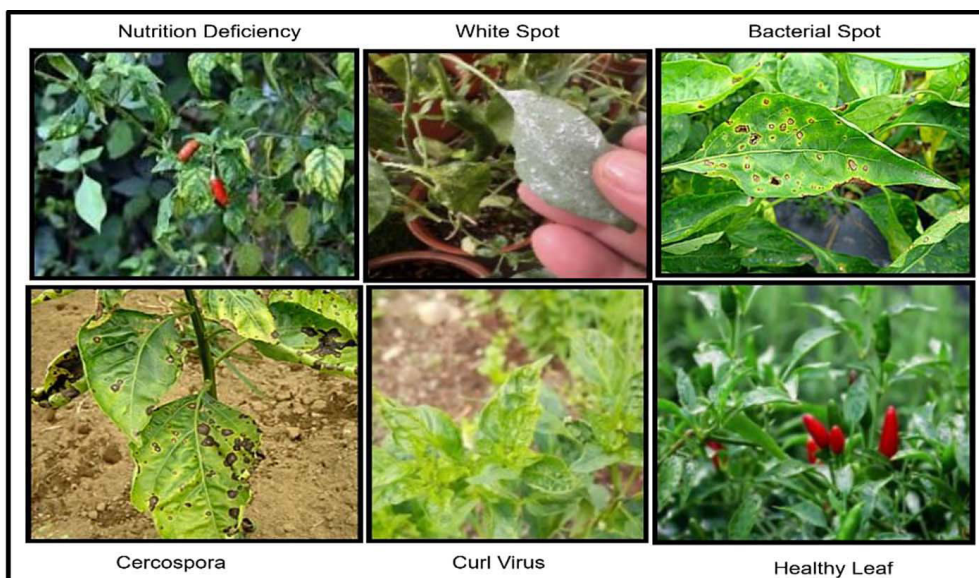 Nutrition Deficiency
White Spot
Bacterial Spot
Cercospora
Curl Virus
Healthy Leaf